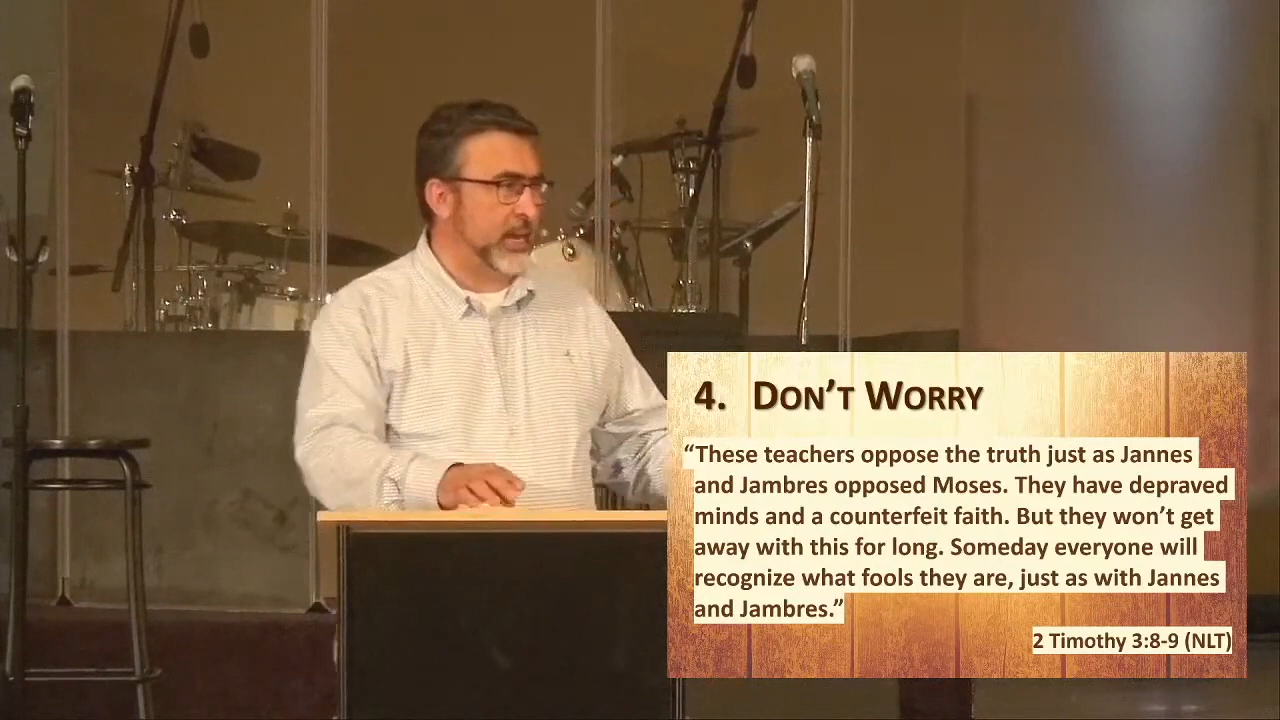 4. DON'T WORRY
“These teachers oppose the truth just as Jannes
and Jambres opposed Moses. They have depraved
minds and a counterfeit faith. But they won’t get
away with this for long. Someday everyone will
recognize what fools they are, just as with Jannes
and Jambres.”
2 Timothy 3:8-9 (NLT)